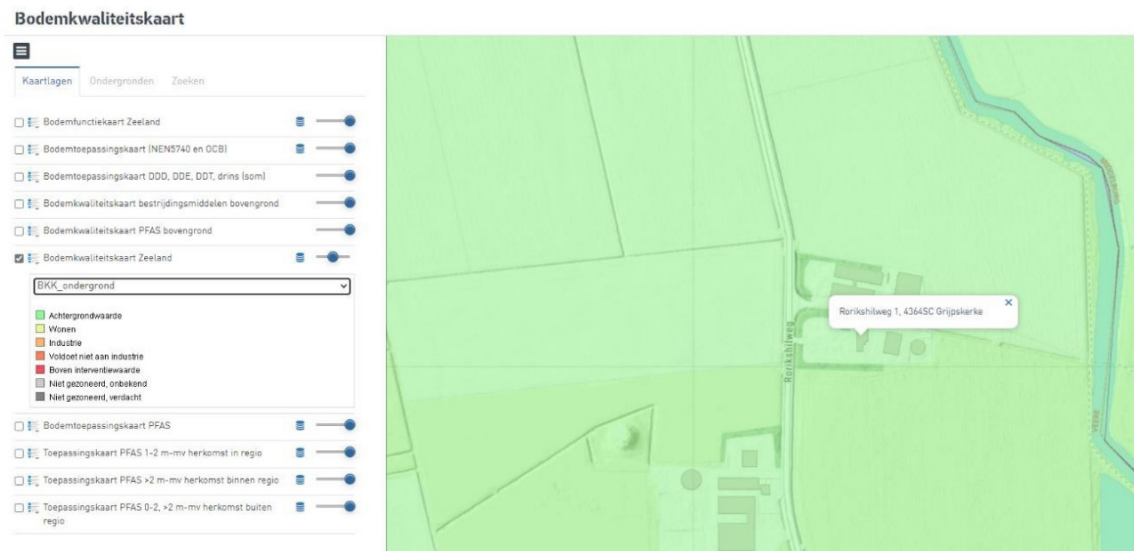 Bodemkwaliteitskaart
Kaartlagen Ondergronden Zoeken
Bodemfunctiekaart Zeeland
Bodemtoepassingskaart (NEN5740 en OCB)
Bodemtoepassingskaart DDD, DDE, DDT, drins (som)
Bodemkwaliteitskaart bestrijdingsmiddelen bovengrond
Bodemkwaliteitskaart PFAS bovengrond
Bodemkwaliteitskaart Zeeland
BKK_ondergrond
Achtergrondwaarde
Wonen
Industrie
Voldoet niet aan industrie
Boven interventiewaarde
Niet gezoneerd, onbekend
Niet gezoneerd, verdacht
Bodemtoepassingskaart PFAS
Toepassingskaart PFAS 1-2 m-mv herkomst in regio
Toepassingskaart PFAS >2 m-mv herkomst binnen regio
Toepassingskaart PFAS 0-2, >2 m-mv herkomst buiten
regio
Rorikshilweg 1, 4364SC Grijpskerke
Rorikshilweg
MIDDELBURG
VEERE